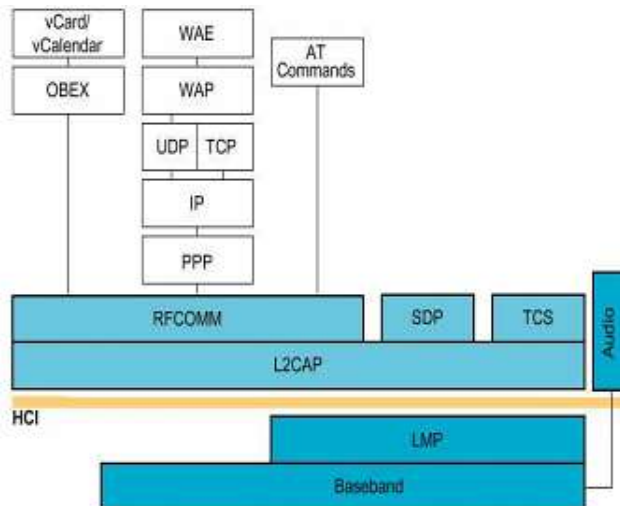 vCard/
vCalendar
WAE
AT
Commands
OBEX
WAP
UDP
TCP
IP
PPP
RFCOMM
SDP
TCS
Audio
L2CAP
HCI
LMP
Baseband